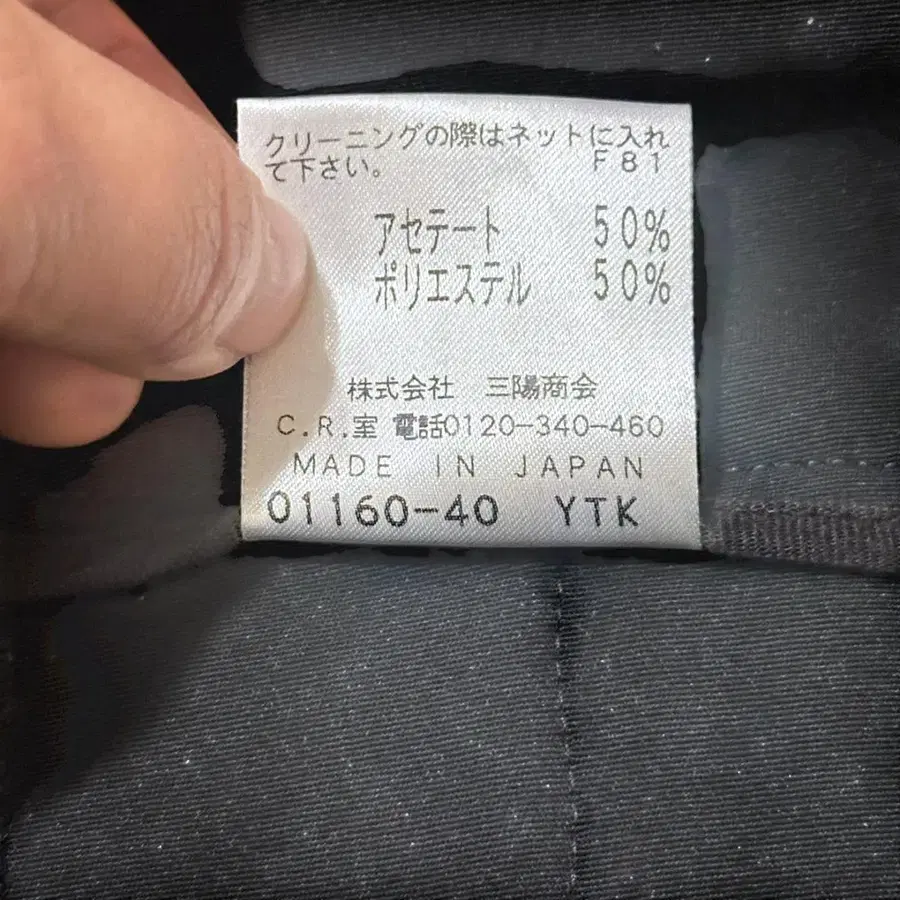 クリーニングの際はネットに入れ
て下さい。 F81
アセテート 50%
ポリエステル 50%
株式会社 三陽商会
C.R.室 電話0120-340-460
MADE IN JAPAN
01160-40 YTK